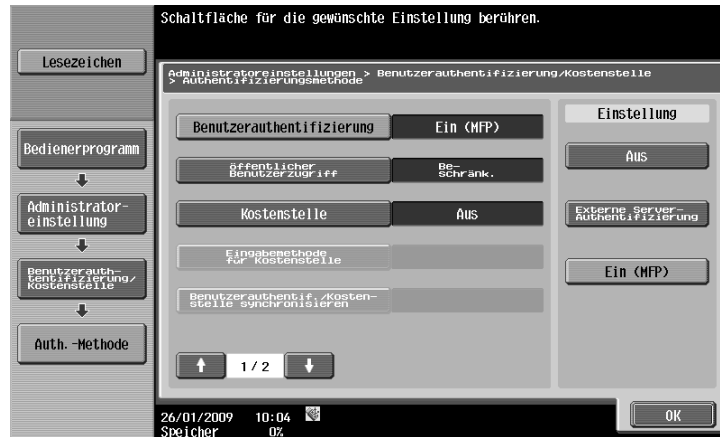 Schaltfläche für die gewünschte Einstellung berühren.
Lesezeichen
Administratoreinstellungen > Benutzerauthentifizierung/Kostenstelle
> Authentifizierungsmethode
Benutzerauthentifizierung
Ein (MFP)
öffentlicher
Benutzerzugriff
Be-
schränk.
Kostenstelle
Aus
Eingabemethode
für Kostenstelle
Benutzerauthentif./Kosten-
stelle synchronisieren
1/2
Einstellung
Aus
Externe Server-
Authentifizierung
Ein (MFP)
Bedienerprogramm
Administrator-
einstellung
Benutzerauth-
tentifizierung/
Kostenstelle
Auth.-Methode
26/01/2009 10:04
Speicher 0%
OK